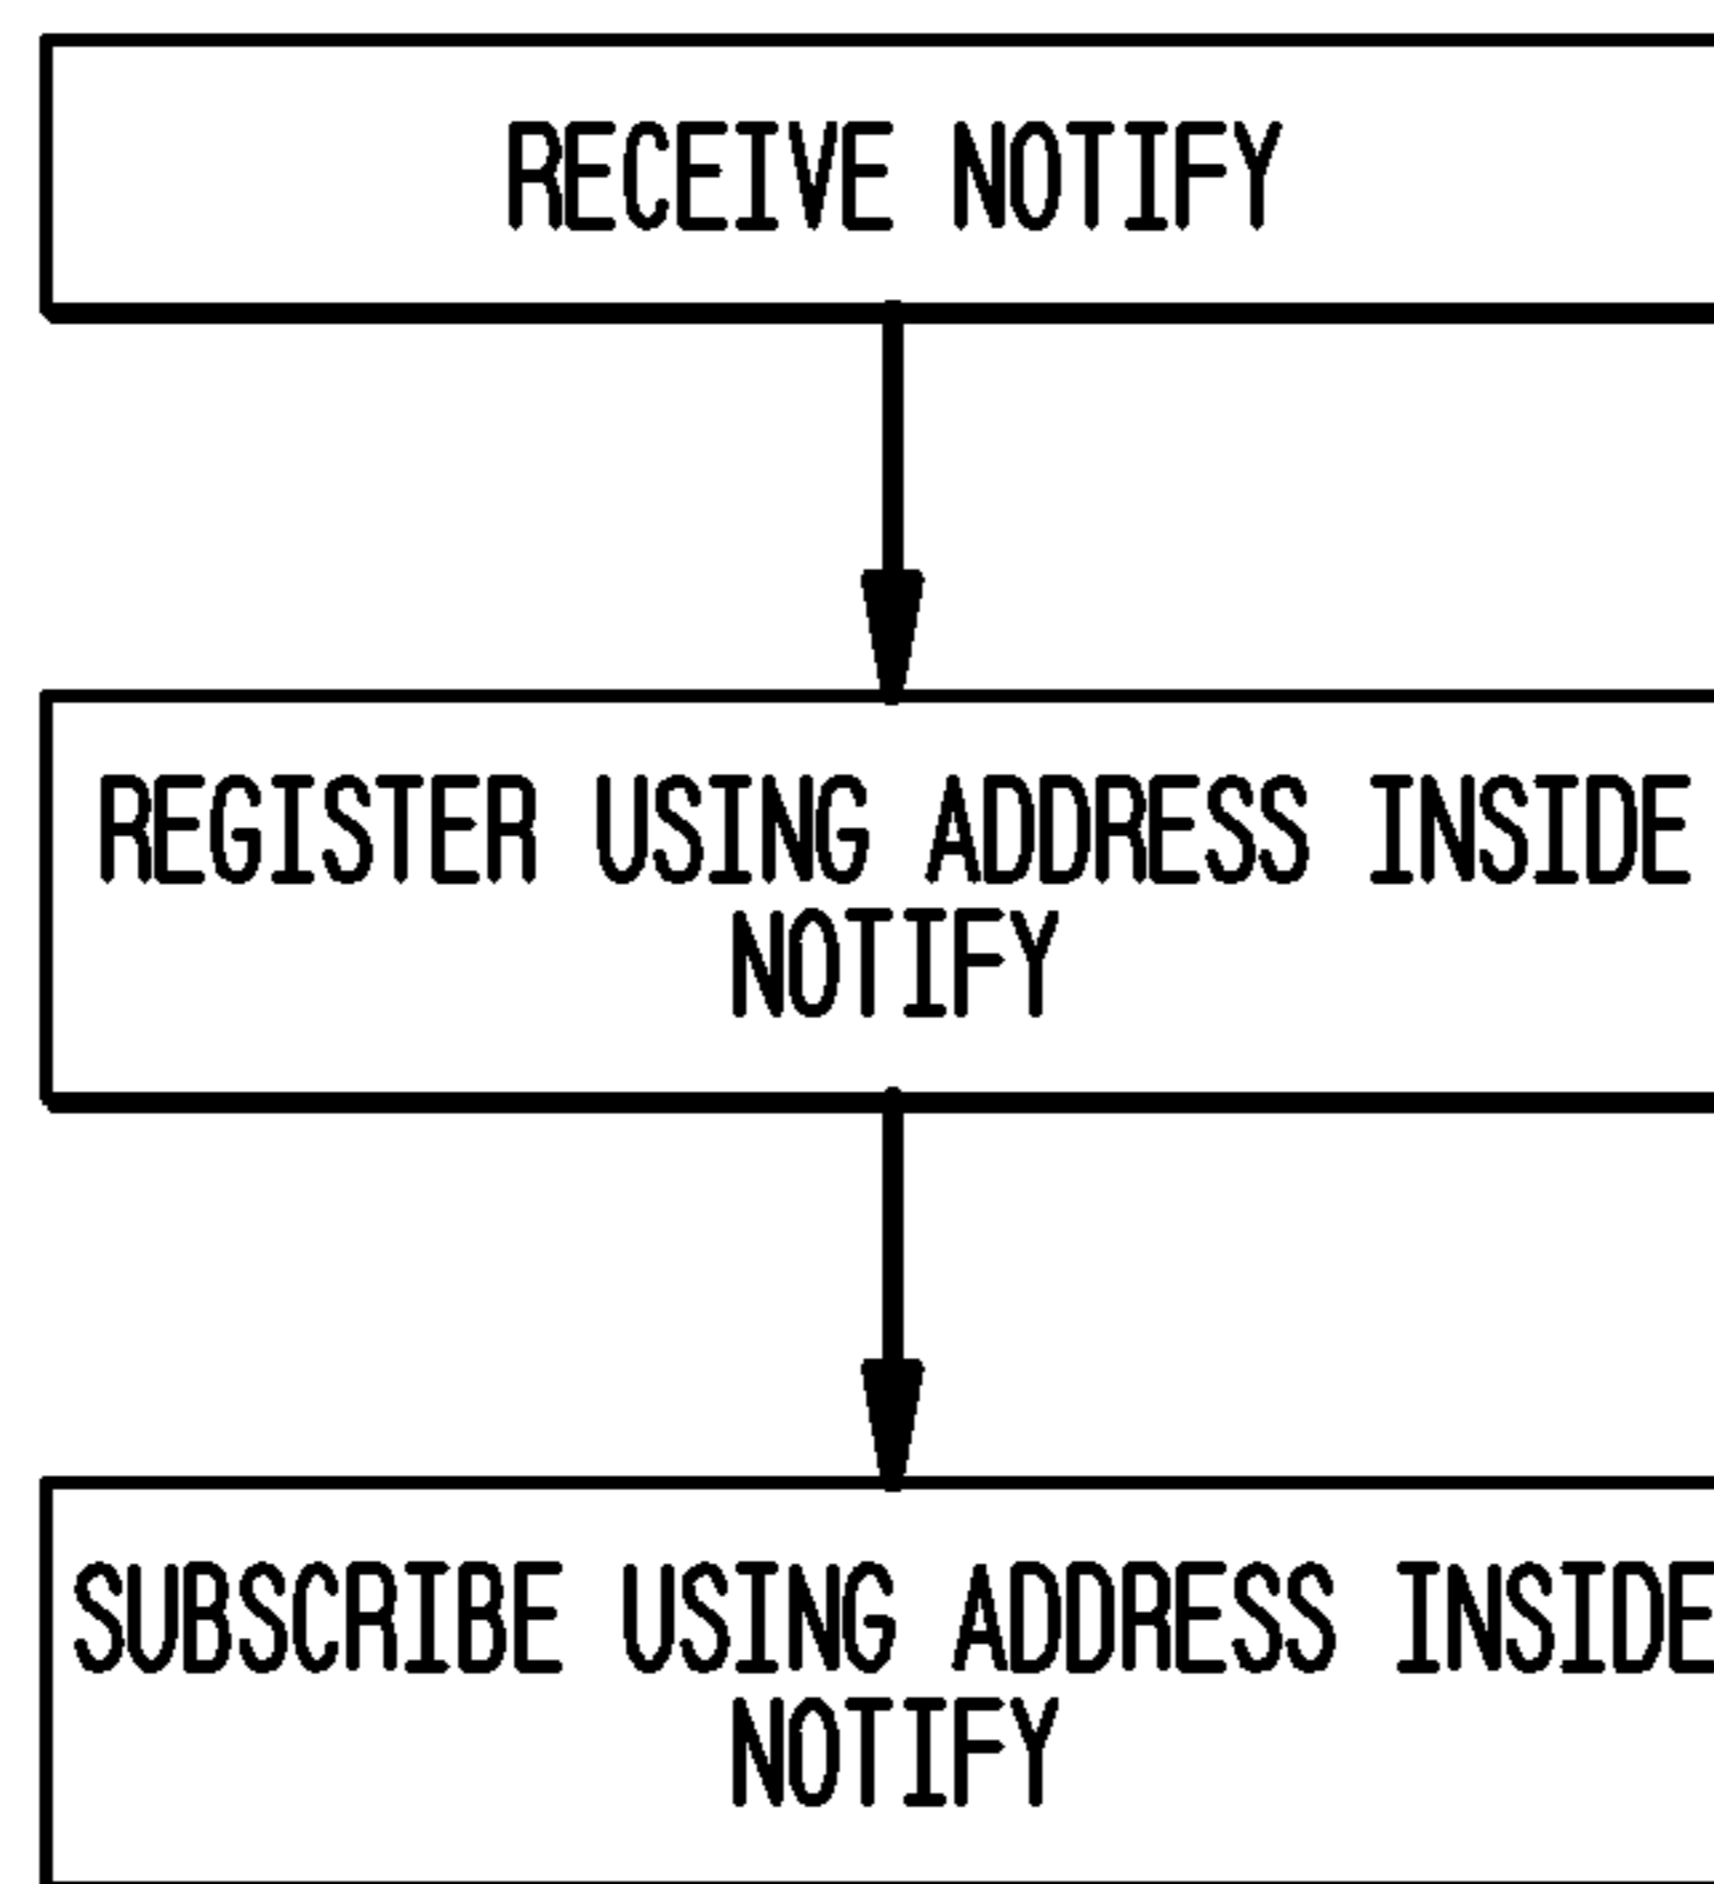 RECEIVE NOTIFY
REGISTER USING ADDRESS INSIDE
NOTIFY
SUBSCRIBE USING ADDRESS INSIDE
NOTIFY